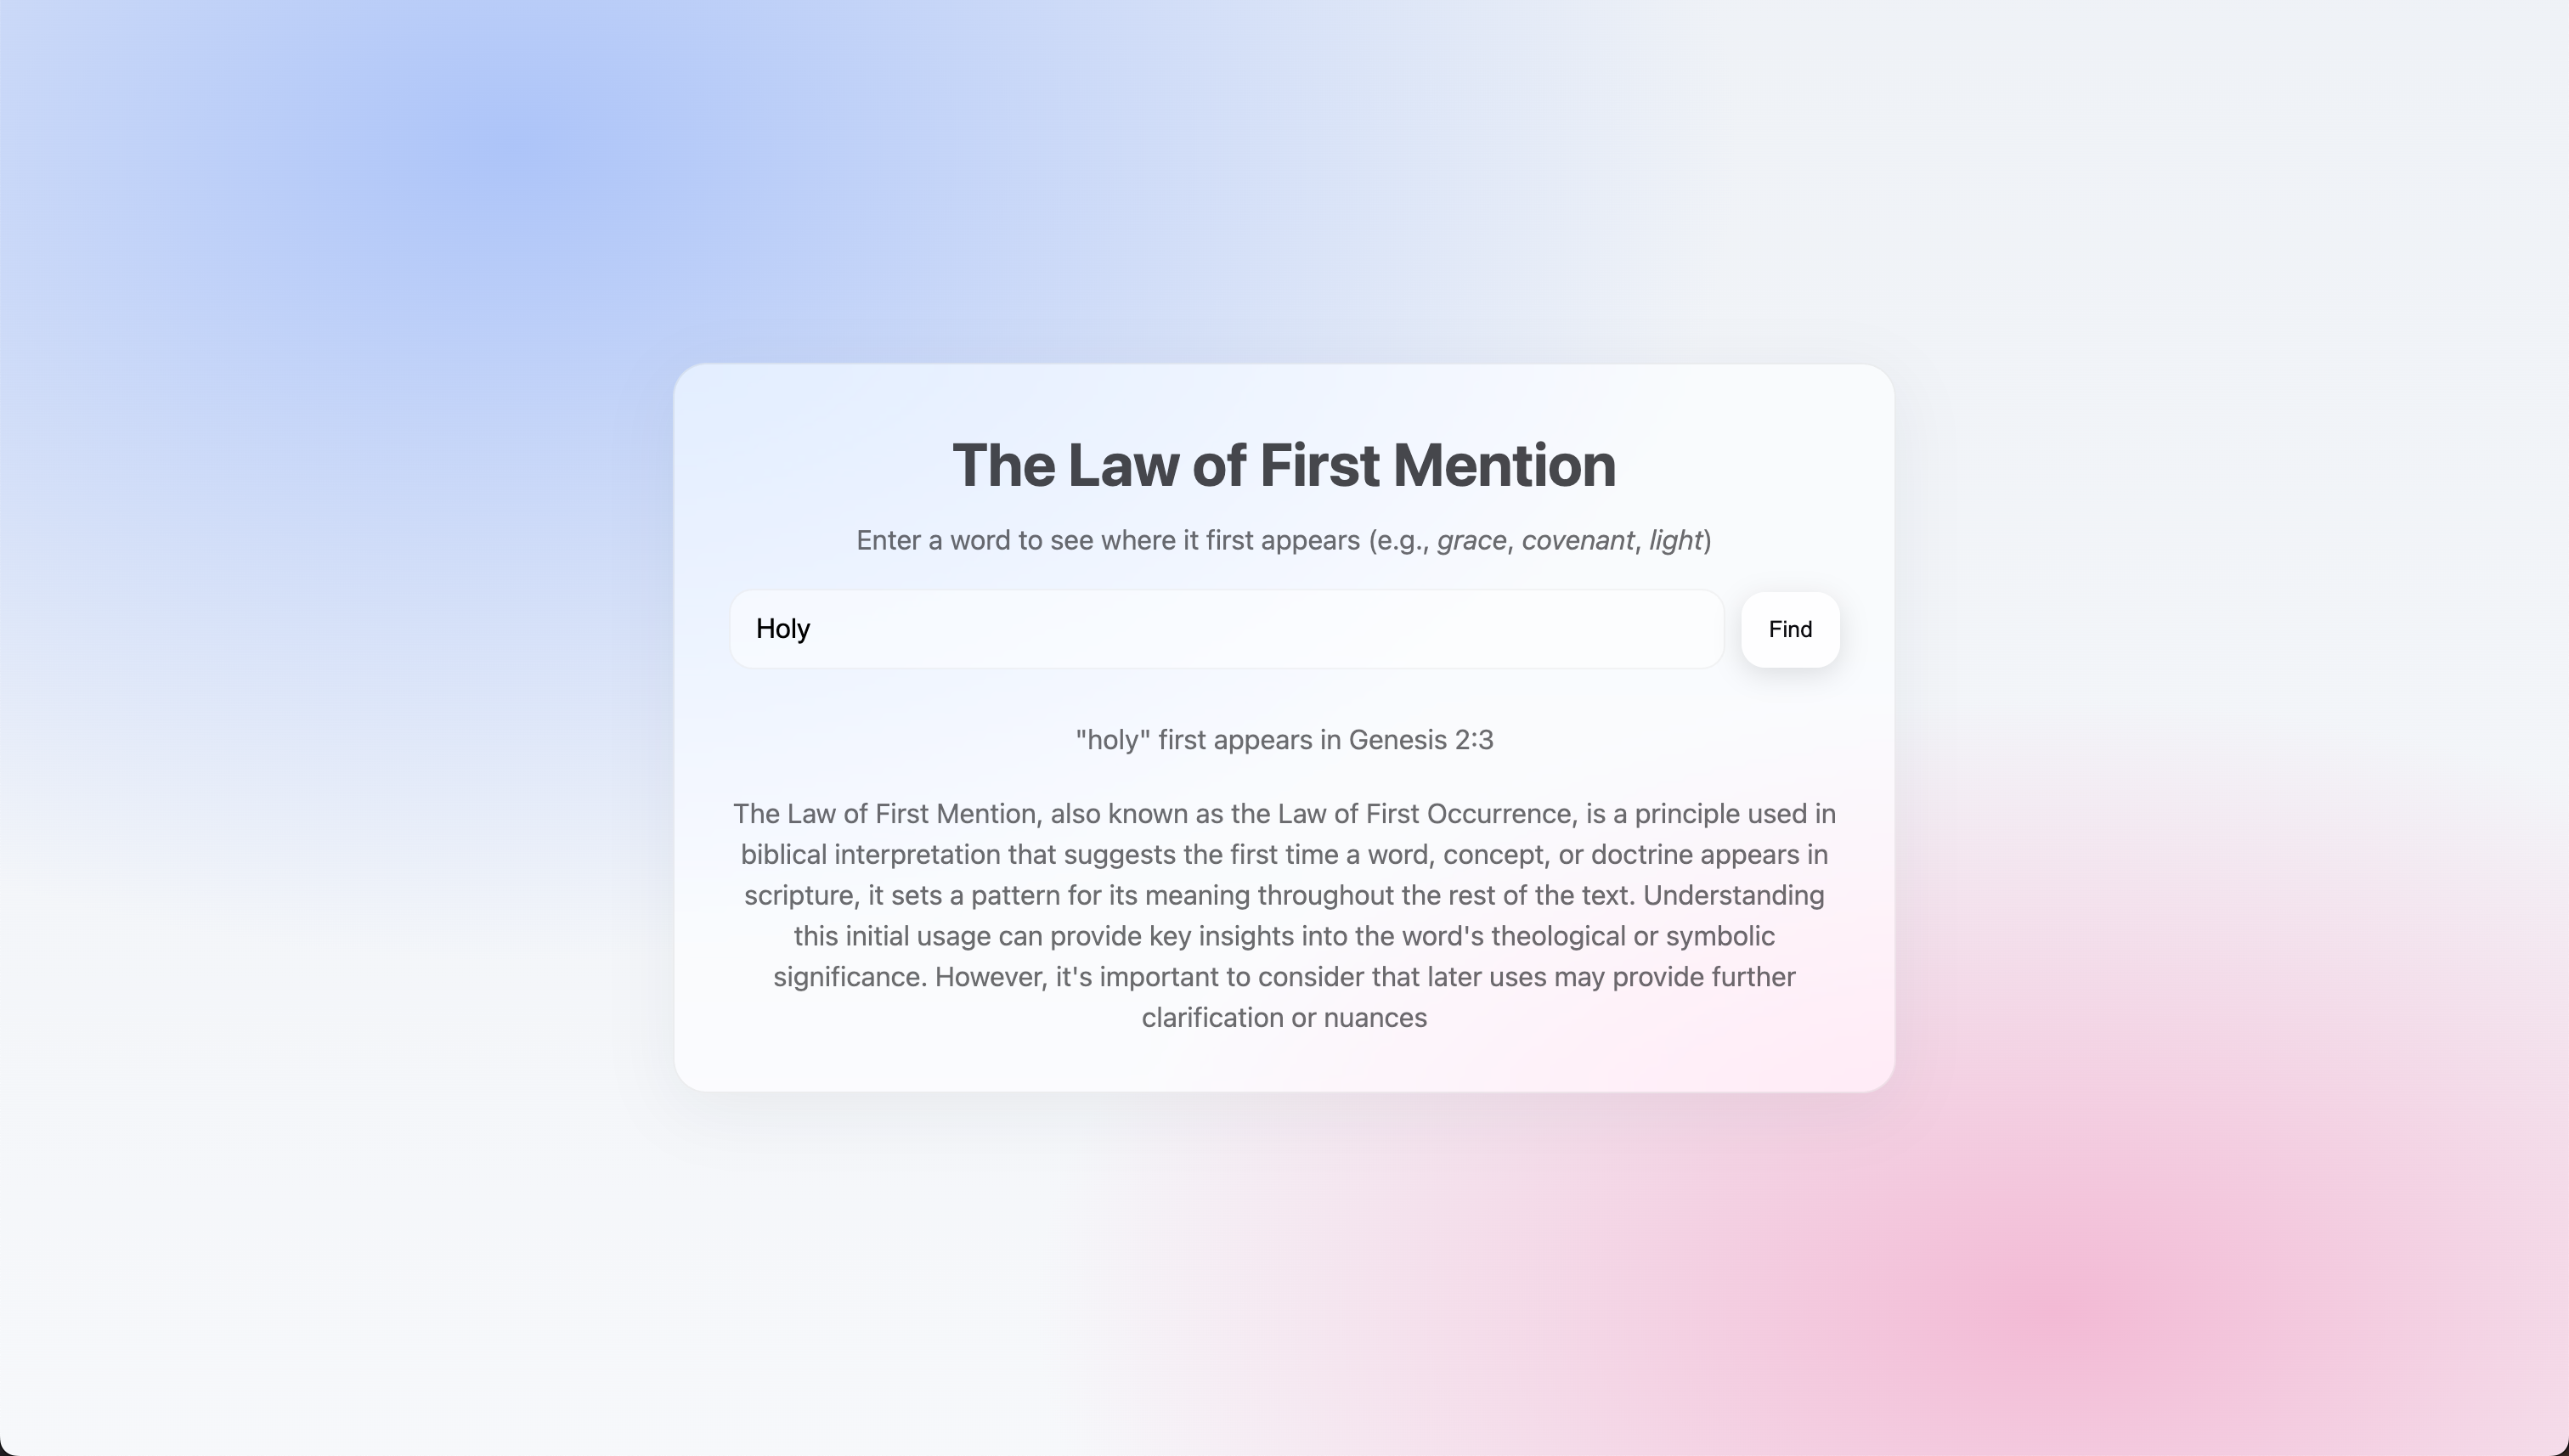 The Law of First Mention
Enter a word to see where it first appears (e.g., grace, covenant, light)
Holy
Find
"holy" first appears in Genesis 2:3
The Law of First Mention, also known as the Law of First Occurrence, is a principle used in
biblical interpretation that suggests the first time a word, concept, or doctrine appears in
scripture, it sets a pattern for its meaning throughout the rest of the text. Understanding
this initial usage can provide key insights into the word's theological or symbolic
significance. However, it's important to consider that later uses may provide further
clarification or nuances